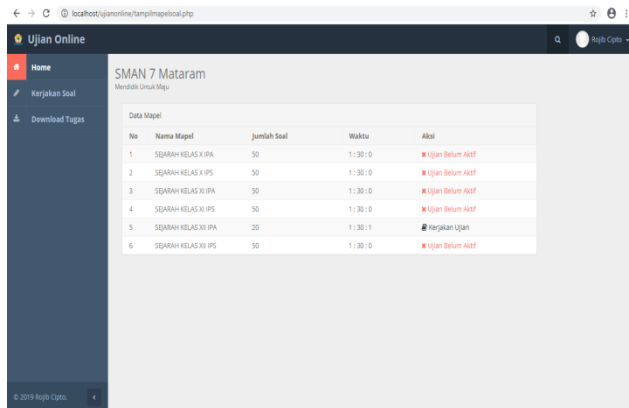 localhost/ujianonline/tampilmapelsoal.php
Ujian Online
Rojib Cipto
Home
Kerjakan Soal
Download Tugas
SMAN 7 Mataram
Mendidik Untuk Maju
Data Mapel
No Nama Mapel Jumlah Soal Waktu Aksi
1 SEJARAH KELAS X IPA 50 1 : 30 : 0 Ujian Belum Aktif
2 SEJARAH KELAS X IPS 50 1 : 30 : 0 Ujian Belum Aktif
3 SEJARAH KELAS XI IPA 50 1 : 30 : 0 Ujian Belum Aktif
4 SEJARAH KELAS XI IPS 50 1 : 30 : 0 Ujian Belum Aktif
5 SEJARAH KELAS XII IPA 20 1 : 30 : 1 Kerjakan Ujian
6 SEJARAH KELAS XII IPS 50 1 : 30 : 0 Ujian Belum Aktif
© 2019 Rojib Cipto.